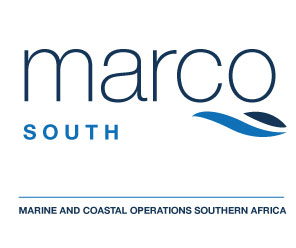 marco
SOUTH
MARINE AND COASTAL OPERATIONS SOUTHERN AFRICA